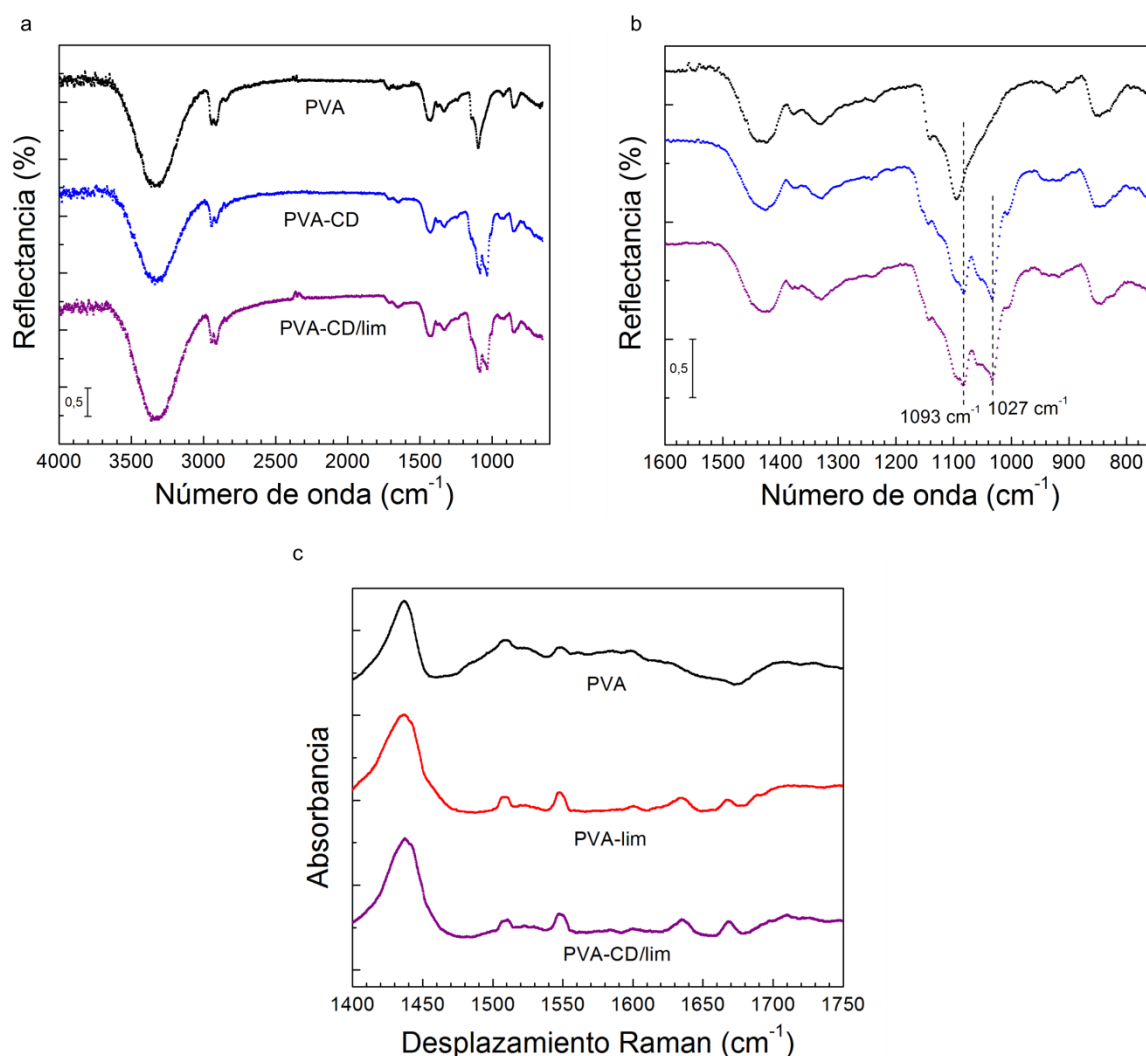 a
Reflectancia (%)
PVA
PVA-CD
PVA-CD/lim
0,5
4000 3500 3000 2500 2000 1500 1000
Número de onda (cm⁻¹)
b
Reflectancia (%)
0,5
1093 cm⁻¹
1027 cm⁻¹
1600 1500 1400 1300 1200 1100 1000 900 800
Número de onda (cm⁻¹)
c
Absorbancia
PVA
PVA-lim
PVA-CD/lim
1400 1450 1500 1550 1600 1650 1700 1750
Desplazamiento Raman (cm⁻¹)